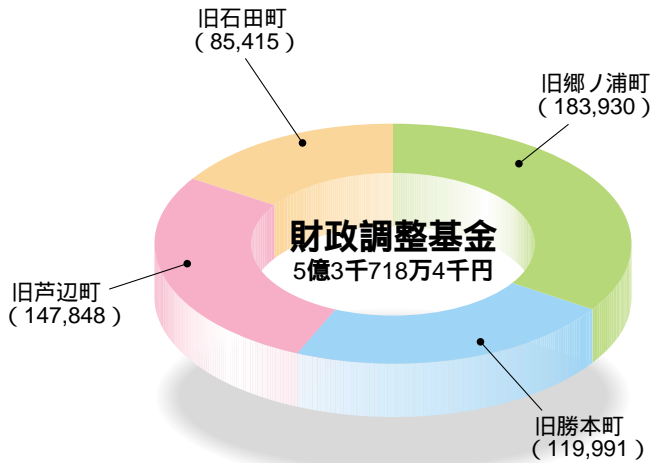 旧石田町
（85,415）
旧郷ノ浦町
（183,930）
財政調整基金
5億3千718万4千円
旧芦辺町
（147,848）
旧勝本町
（119,991）